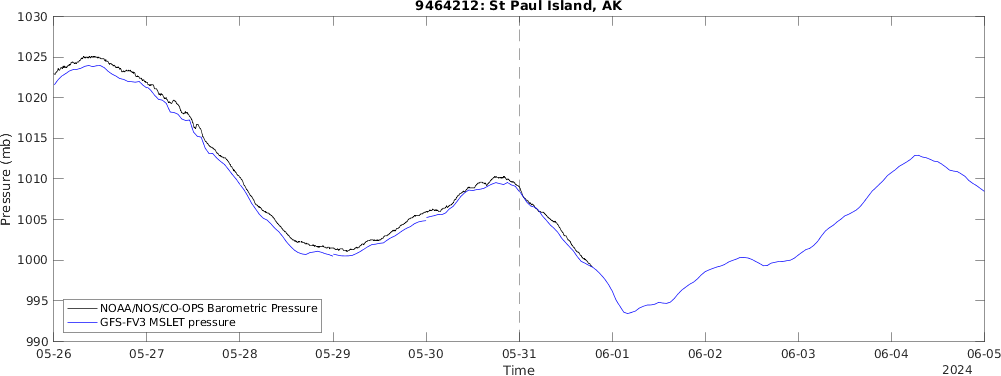 9464212: St Paul Island, AK
1030
1025
1020
1015
1010
1005
1000
995
990
Pressure (mb)
NOAA/NOS/CO-OPS Barometric Pressure
GFS-FV3 MSLET pressure
05-26 05-27 05-28 05-29 05-30 05-31 06-01 06-02 06-03 06-04 06-05
Time
2024